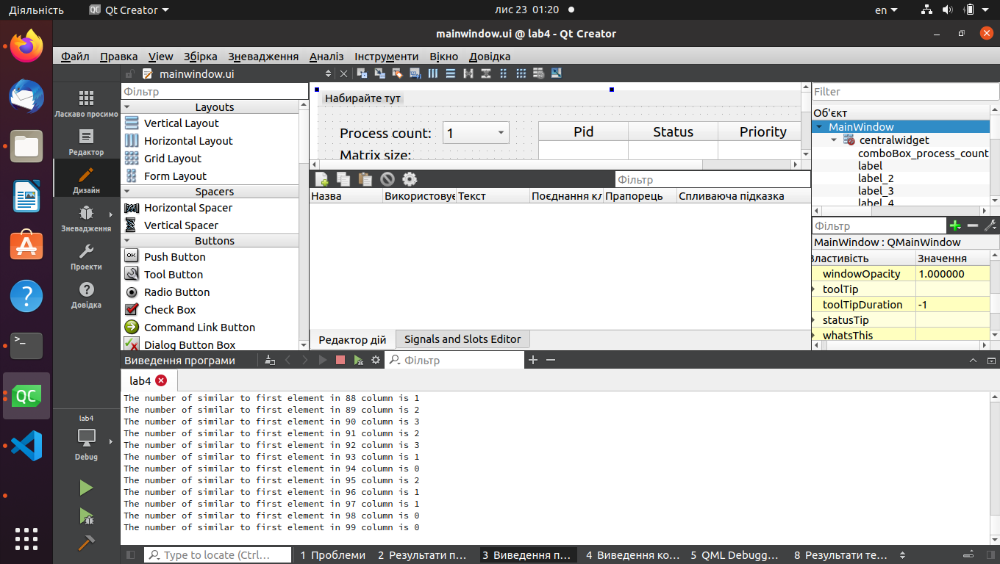 Діяльність
Qt Creator
лис 23 01:20
en
mainwindow.ui @ lab4 - Qt Creator
Файл Правка View Збірка Зневадження Аналіз Інструменти Вікно Довідка
mainwindow.ui
Ласкаво просимо
Редактор
Дизайн
Зневадження
Проекти
Довідка
lab4
Debug
Фільтр
Layouts
Vertical Layout
Horizontal Layout
Grid Layout
Form Layout
Spacers
Horizontal Spacer
Vertical Spacer
Buttons
OK
Push Button
Tool Button
Radio Button
Check Box
Command Link Button
Dialog Button Box
Набирайте тут
Process count: 1
Matrix size:
Pid Status Priority
Фільтр
Назва Використовує Текст Поєднання кл Прапорець Спливаюча підказка
Редактор дій Signals and Slots Editor
Filter
Об'єкт
MainWindow
centralwidget
comboBox_process_count
label
label_2
label_3
label_4
Фільтр
MainWindow : QMainWindow
Властивість Значення
windowOpacity 1.000000
toolTip
toolTipDuration -1
statusTip
whatsThis
Виведення програми
Фільтр
lab4
The number of similar to first element in 88 column is 1
The number of similar to first element in 89 column is 2
The number of similar to first element in 90 column is 3
The number of similar to first element in 91 column is 2
The number of similar to first element in 92 column is 3
The number of similar to first element in 93 column is 1
The number of similar to first element in 94 column is 0
The number of similar to first element in 95 column is 2
The number of similar to first element in 96 column is 1
The number of similar to first element in 97 column is 1
The number of similar to first element in 98 column is 0
The number of similar to first element in 99 column is 0
Type to locate (Ctrl... 1 Проблеми 2 Результати п... 3 Виведення п... 4 Виведення ко... 5 QML Debugg... 8 Результати те...
QC